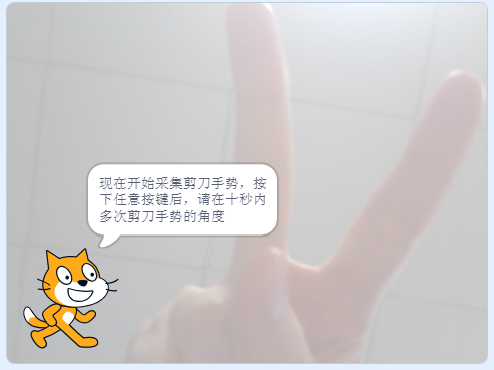 现在开始采集剪刀手势，按
下任意按键后，请在十秒内
多次剪刀手势的角度